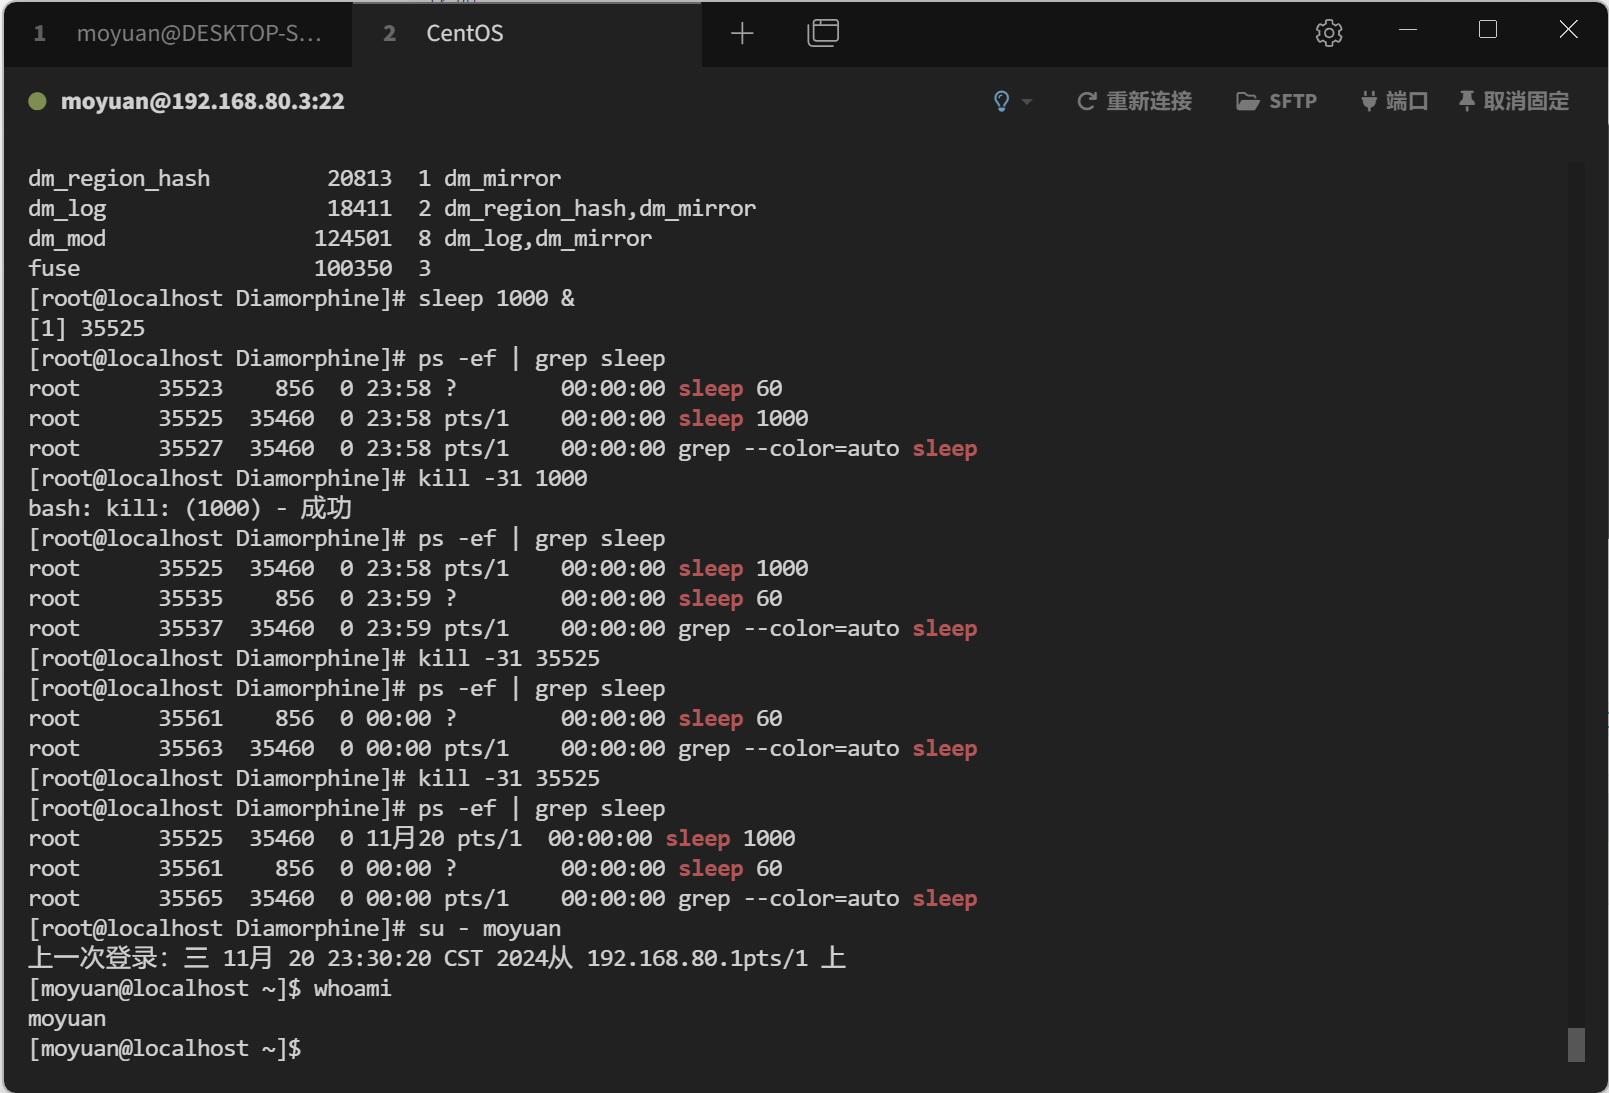 1 moyuan@DESKTOP-S... 2 CentOS
moyuan@192.168.80.3:22 重新连接 SFTP 端口 取消固定
dm_region_hash         20813  1 dm_mirror
dm_log                 18411  2 dm_region_hash,dm_mirror
dm_mod                124501  8 dm_log,dm_mirror
fuse                  100350  3
[root@localhost Diamorphine]# sleep 1000 &
[1] 35525
[root@localhost Diamorphine]# ps -ef | grep sleep
root      35523    856  0 23:58 ?        00:00:00 sleep 60
root      35525  35460  0 23:58 pts/1    00:00:00 sleep 1000
root      35527  35460  0 23:58 pts/1    00:00:00 grep --color=auto sleep
[root@localhost Diamorphine]# kill -31 1000
bash: kill: (1000) - 成功
[root@localhost Diamorphine]# ps -ef | grep sleep
root      35525  35460  0 23:58 pts/1    00:00:00 sleep 1000
root      35535    856  0 23:59 ?        00:00:00 sleep 60
root      35537  35460  0 23:59 pts/1    00:00:00 grep --color=auto sleep
[root@localhost Diamorphine]# kill -31 35525
[root@localhost Diamorphine]# ps -ef | grep sleep
root      35561    856  0 00:00 ?        00:00:00 sleep 60
root      35563  35460  0 00:00 pts/1    00:00:00 grep --color=auto sleep
[root@localhost Diamorphine]# kill -31 35525
[root@localhost Diamorphine]# ps -ef | grep sleep
root      35525  35460  0 11月20 pts/1  00:00:00 sleep 1000
root      35561    856  0 00:00 ?        00:00:00 sleep 60
root      35565  35460  0 00:00 pts/1    00:00:00 grep --color=auto sleep
[root@localhost Diamorphine]# su - moyuan
上一次登录：三 11月 20 23:30:20 CST 2024从 192.168.80.1pts/1 上
[moyuan@localhost ~]$ whoami
moyuan
[moyuan@localhost ~]$